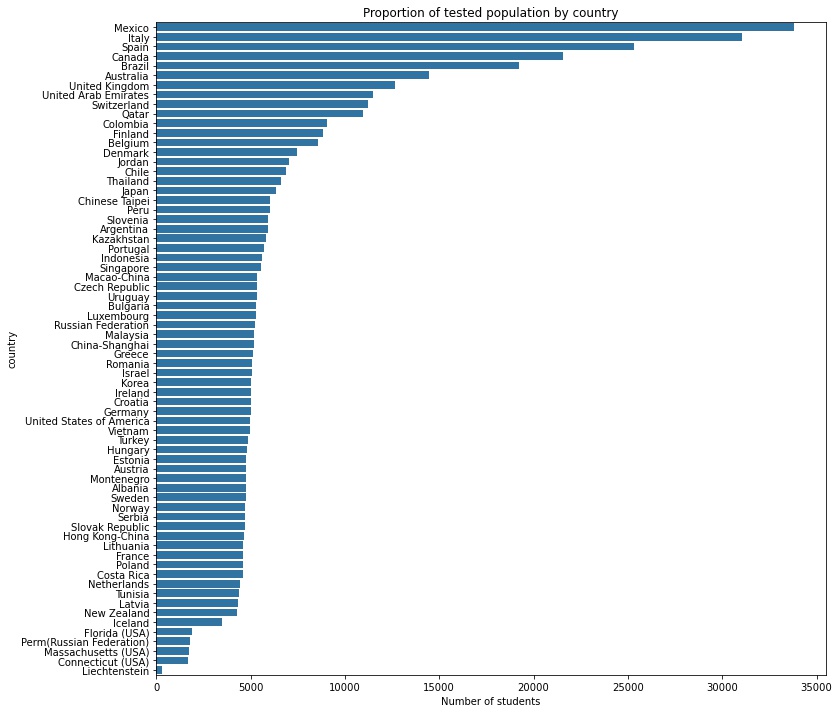 Proportion of tested population by country
country
Mexico
Italy
Spain
Canada
Brazil
Australia
United Kingdom
United Arab Emirates
Switzerland
Qatar
Colombia
Finland
Belgium
Denmark
Jordan
Chile
Thailand
Japan
Chinese Taipei
Peru
Slovenia
Argentina
Kazakhstan
Portugal
Indonesia
Singapore
Macao-China
Czech Republic
Uruguay
Bulgaria
Luxembourg
Russian Federation
Malaysia
China-Shanghai
Greece
Romania
Israel
Korea
Ireland
Croatia
Germany
United States of America
Vietnam
Turkey
Hungary
Estonia
Austria
Montenegro
Albania
Sweden
Norway
Serbia
Slovak Republic
Hong Kong-China
Lithuania
France
Poland
Costa Rica
Netherlands
Tunisia
Latvia
New Zealand
Iceland
Florida (USA)
Perm(Russian Federation)
Massachusetts (USA)
Connecticut (USA)
Liechtenstein
0 5000 10000 15000 20000 25000 30000 35000
Number of students